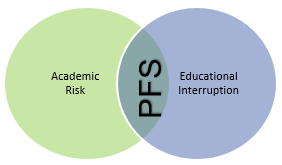 Academic
Risk
PFS
Educational
Interruption